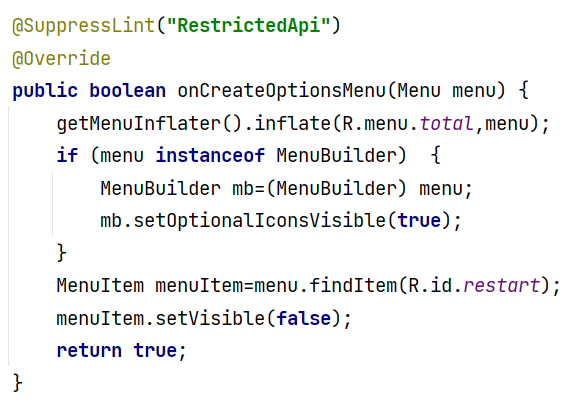 @SuppressLint("RestrictedApi")
@Override
public boolean onCreateOptionsMenu(Menu menu) {
    getMenuInflater().inflate(R.menu.total,menu);
    if (menu instanceof MenuBuilder)  {
        MenuBuilder mb=(MenuBuilder) menu;
        mb.setOptionalIconsVisible(true);
    }
    MenuItem menuItem=menu.findItem(R.id.restart);
    menuItem.setVisible(false);
    return true;
}